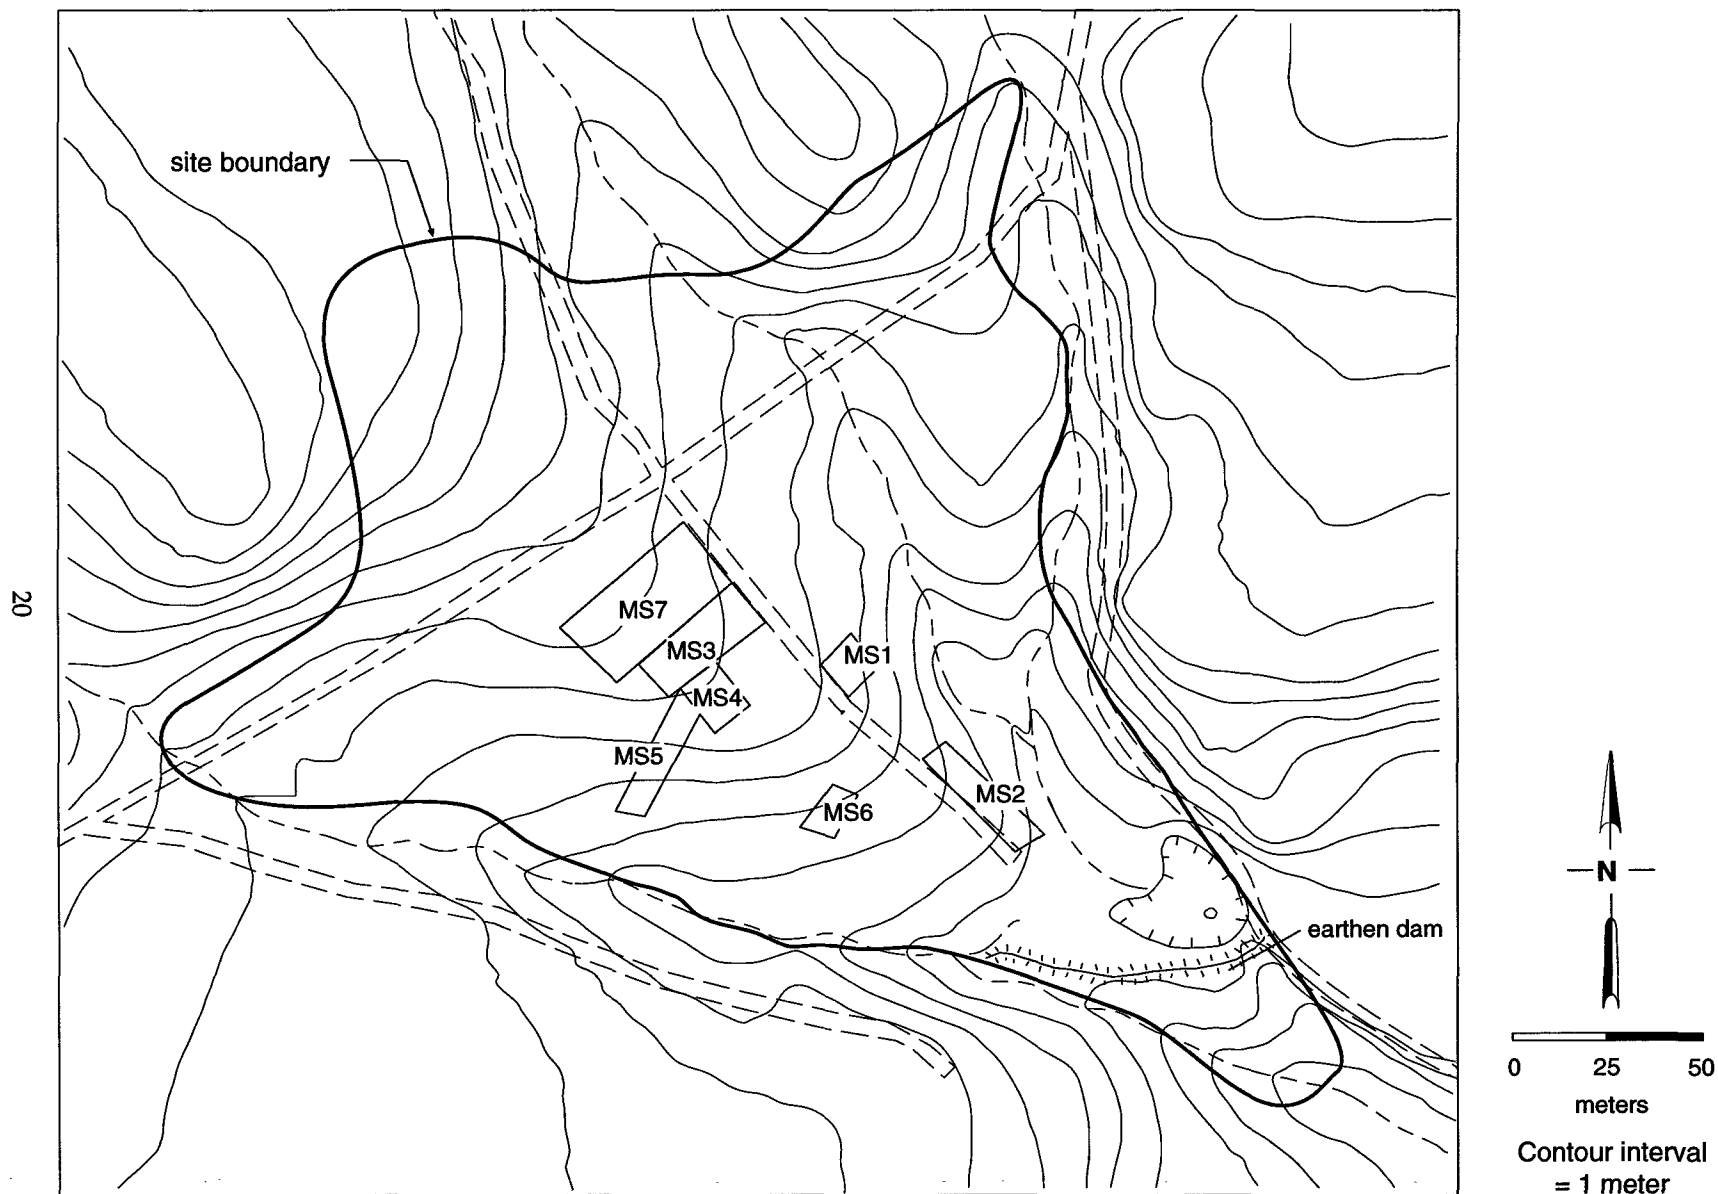 site boundary
20
MS7
MS3
MS1
MS4
MS5
MS2
MS6
N
earthen dam
0 25 50
meters
Contour interval
= 1 meter